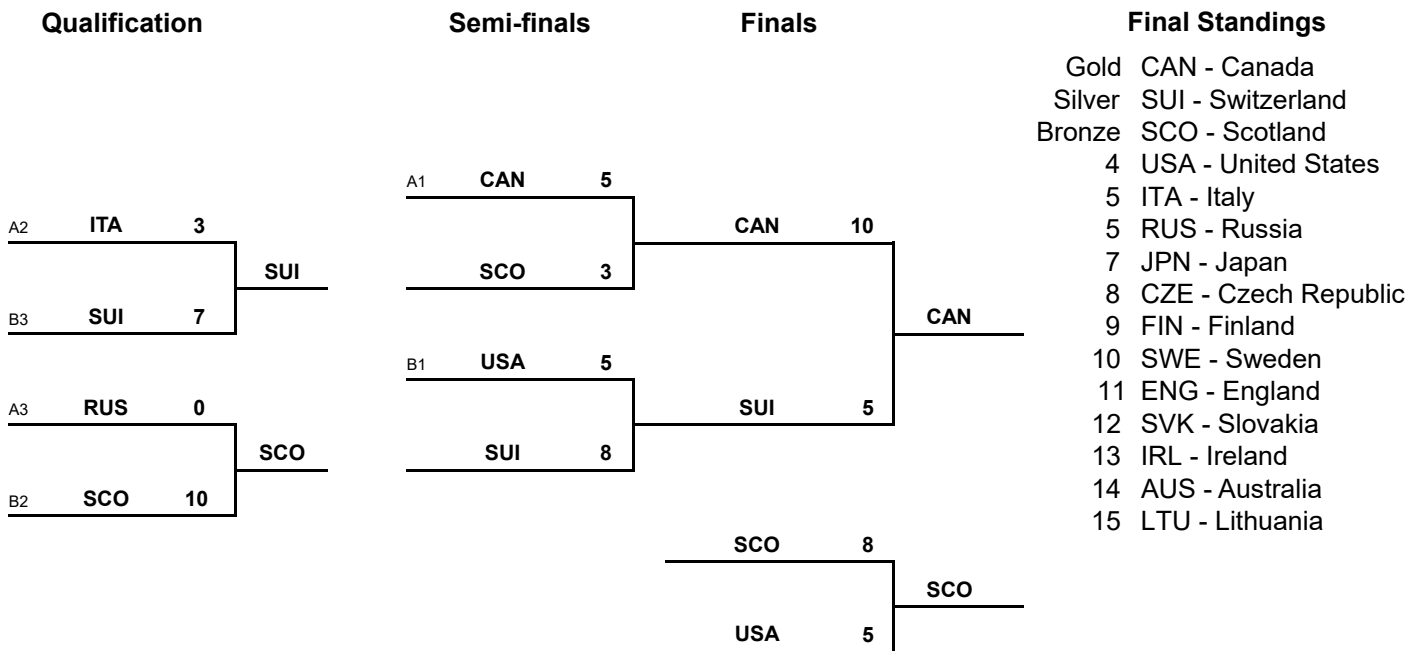 Qualification
Semi-finals
Finals
Final Standings
Gold CAN - Canada
Silver SUI - Switzerland
Bronze SCO - Scotland
4 USA - United States
5 ITA - Italy
5 RUS - Russia
7 JPN - Japan
8 CZE - Czech Republic
9 FIN - Finland
10 SWE - Sweden
11 ENG - England
12 SVK - Slovakia
13 IRL - Ireland
14 AUS - Australia
15 LTU - Lithuania
A2 ITA 3
SUI
B3 SUI 7
A3 RUS 0
SCO
B2 SCO 10
A1 CAN 5
SCO 3
B1 USA 5
SUI 8
CAN 10
CAN
SUI 5
SCO 8
SCO
USA 5